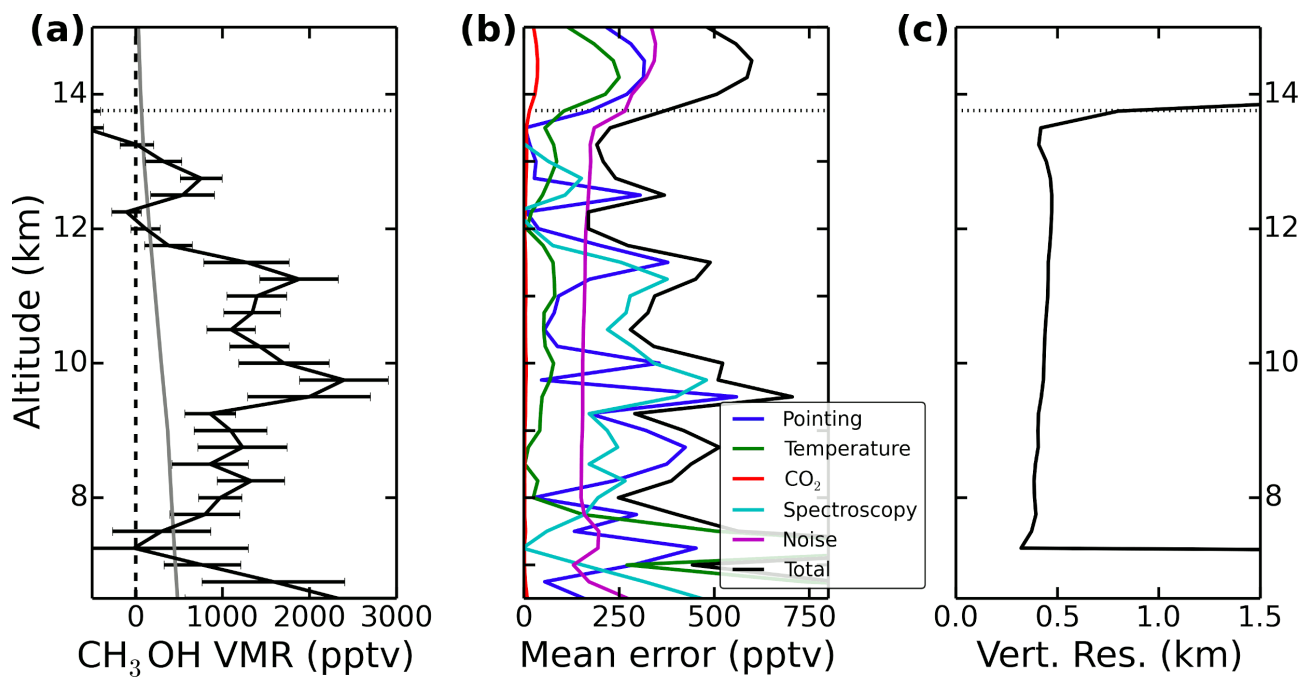 (a)
(b)
(c)
14
12
10
8
Altitude (km)
0 1000 2000 3000
CH₃OH VMR (pptv)
Pointing
Temperature
CO₂
Spectroscopy
Noise
Total
0 250 500 750
Mean error (pptv)
14
12
10
8
0.0 0.5 1.0 1.5
Vert. Res. (km)